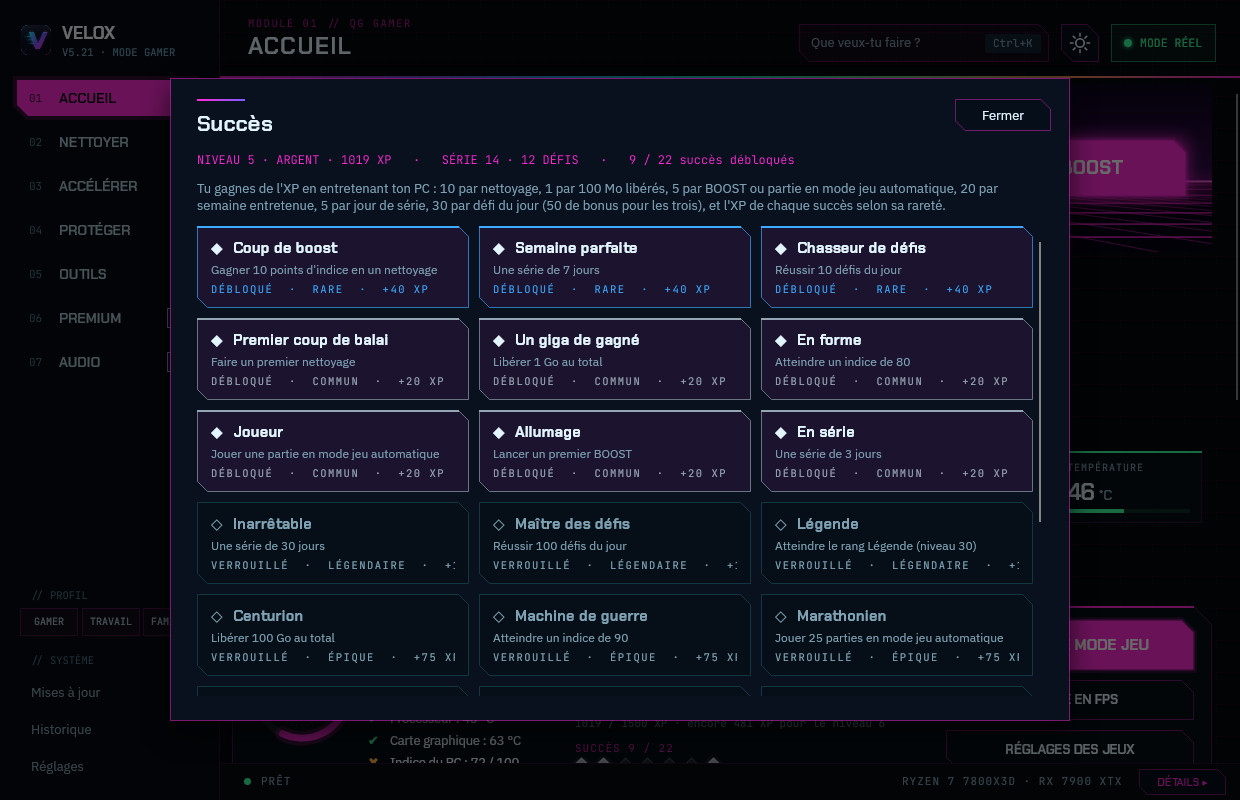 VELOX
V5.21 · MODE GAMER
MODULE 01 // QG GAMER
ACCUEIL
Que veux-tu faire ?
Ctrl+K
MODE RÉEL
01 ACCUEIL
02 NETTOYER
03 ACCÉLÉRER
04 PROTÉGER
05 OUTILS
06 PREMIUM
07 AUDIO
// PROFIL
GAMER
TRAVAIL
// SYSTÈME
Mises à jour
Historique
Réglages
Succès
Fermer
NIVEAU 5 · ARGENT · 1019 XP · SÉRIE 14 · 12 DÉFIS · 9 / 22 succès débloqués
Tu gagnes de l'XP en entretenant ton PC : 10 par nettoyage, 1 par 100 Mo libérés, 5 par BOOST ou partie en mode jeu automatique, 20 par
semaine entretenue, 5 par jour de série, 30 par défi du jour (50 de bonus pour les trois), et l'XP de chaque succès selon sa rareté.
◆ Coup de boost
Gagner 10 points d'indice en un nettoyage
DÉBLOQUÉ · RARE · +40 XP
◆ Semaine parfaite
Une série de 7 jours
DÉBLOQUÉ · RARE · +40 XP
◆ Chasseur de défis
Réussir 10 défis du jour
DÉBLOQUÉ · RARE · +40 XP
◆ Premier coup de balai
Faire un premier nettoyage
DÉBLOQUÉ · COMMUN · +20 XP
◆ Un giga de gagné
Libérer 1 Go au total
DÉBLOQUÉ · COMMUN · +20 XP
◆ En forme
Atteindre un indice de 80
DÉBLOQUÉ · COMMUN · +20 XP
◆ Joueur
Jouer une partie en mode jeu automatique
DÉBLOQUÉ · COMMUN · +20 XP
◆ Allumage
Lancer un premier BOOST
DÉBLOQUÉ · COMMUN · +20 XP
◆ En série
Une série de 3 jours
DÉBLOQUÉ · COMMUN · +20 XP
◇ Inarrêtable
Une série de 30 jours
VERROUILLÉ · LÉGENDAIRE ·
◇ Maître des défis
Réussir 100 défis du jour
VERROUILLÉ · LÉGENDAIRE ·
◇ Légende
Atteindre le rang Légende (niveau 30)
VERROUILLÉ · LÉGENDAIRE ·
◇ Centurion
Libérer 100 Go au total
VERROUILLÉ · ÉPIQUE · +75 XP
◇ Machine de guerre
Atteindre un indice de 90
VERROUILLÉ · ÉPIQUE · +75 XP
◇ Marathonien
Jouer 25 parties en mode jeu automatique
VERROUILLÉ · ÉPIQUE · +75 XP
BOOST
TEMPÉRATURE
46 °C
MODE JEU
EN FPS
RÉGLAGES DES JEUX
1019 / 1500 XP · encore 481 XP pour le niveau 6
✔ Carte graphique : 63 °C
SUCCÈS 9 / 22
✖ Indice du PC : 72 / 100
PRÊT
RYZEN 7 7800X3D · RX 7900 XTX
DÉTAILS ▸